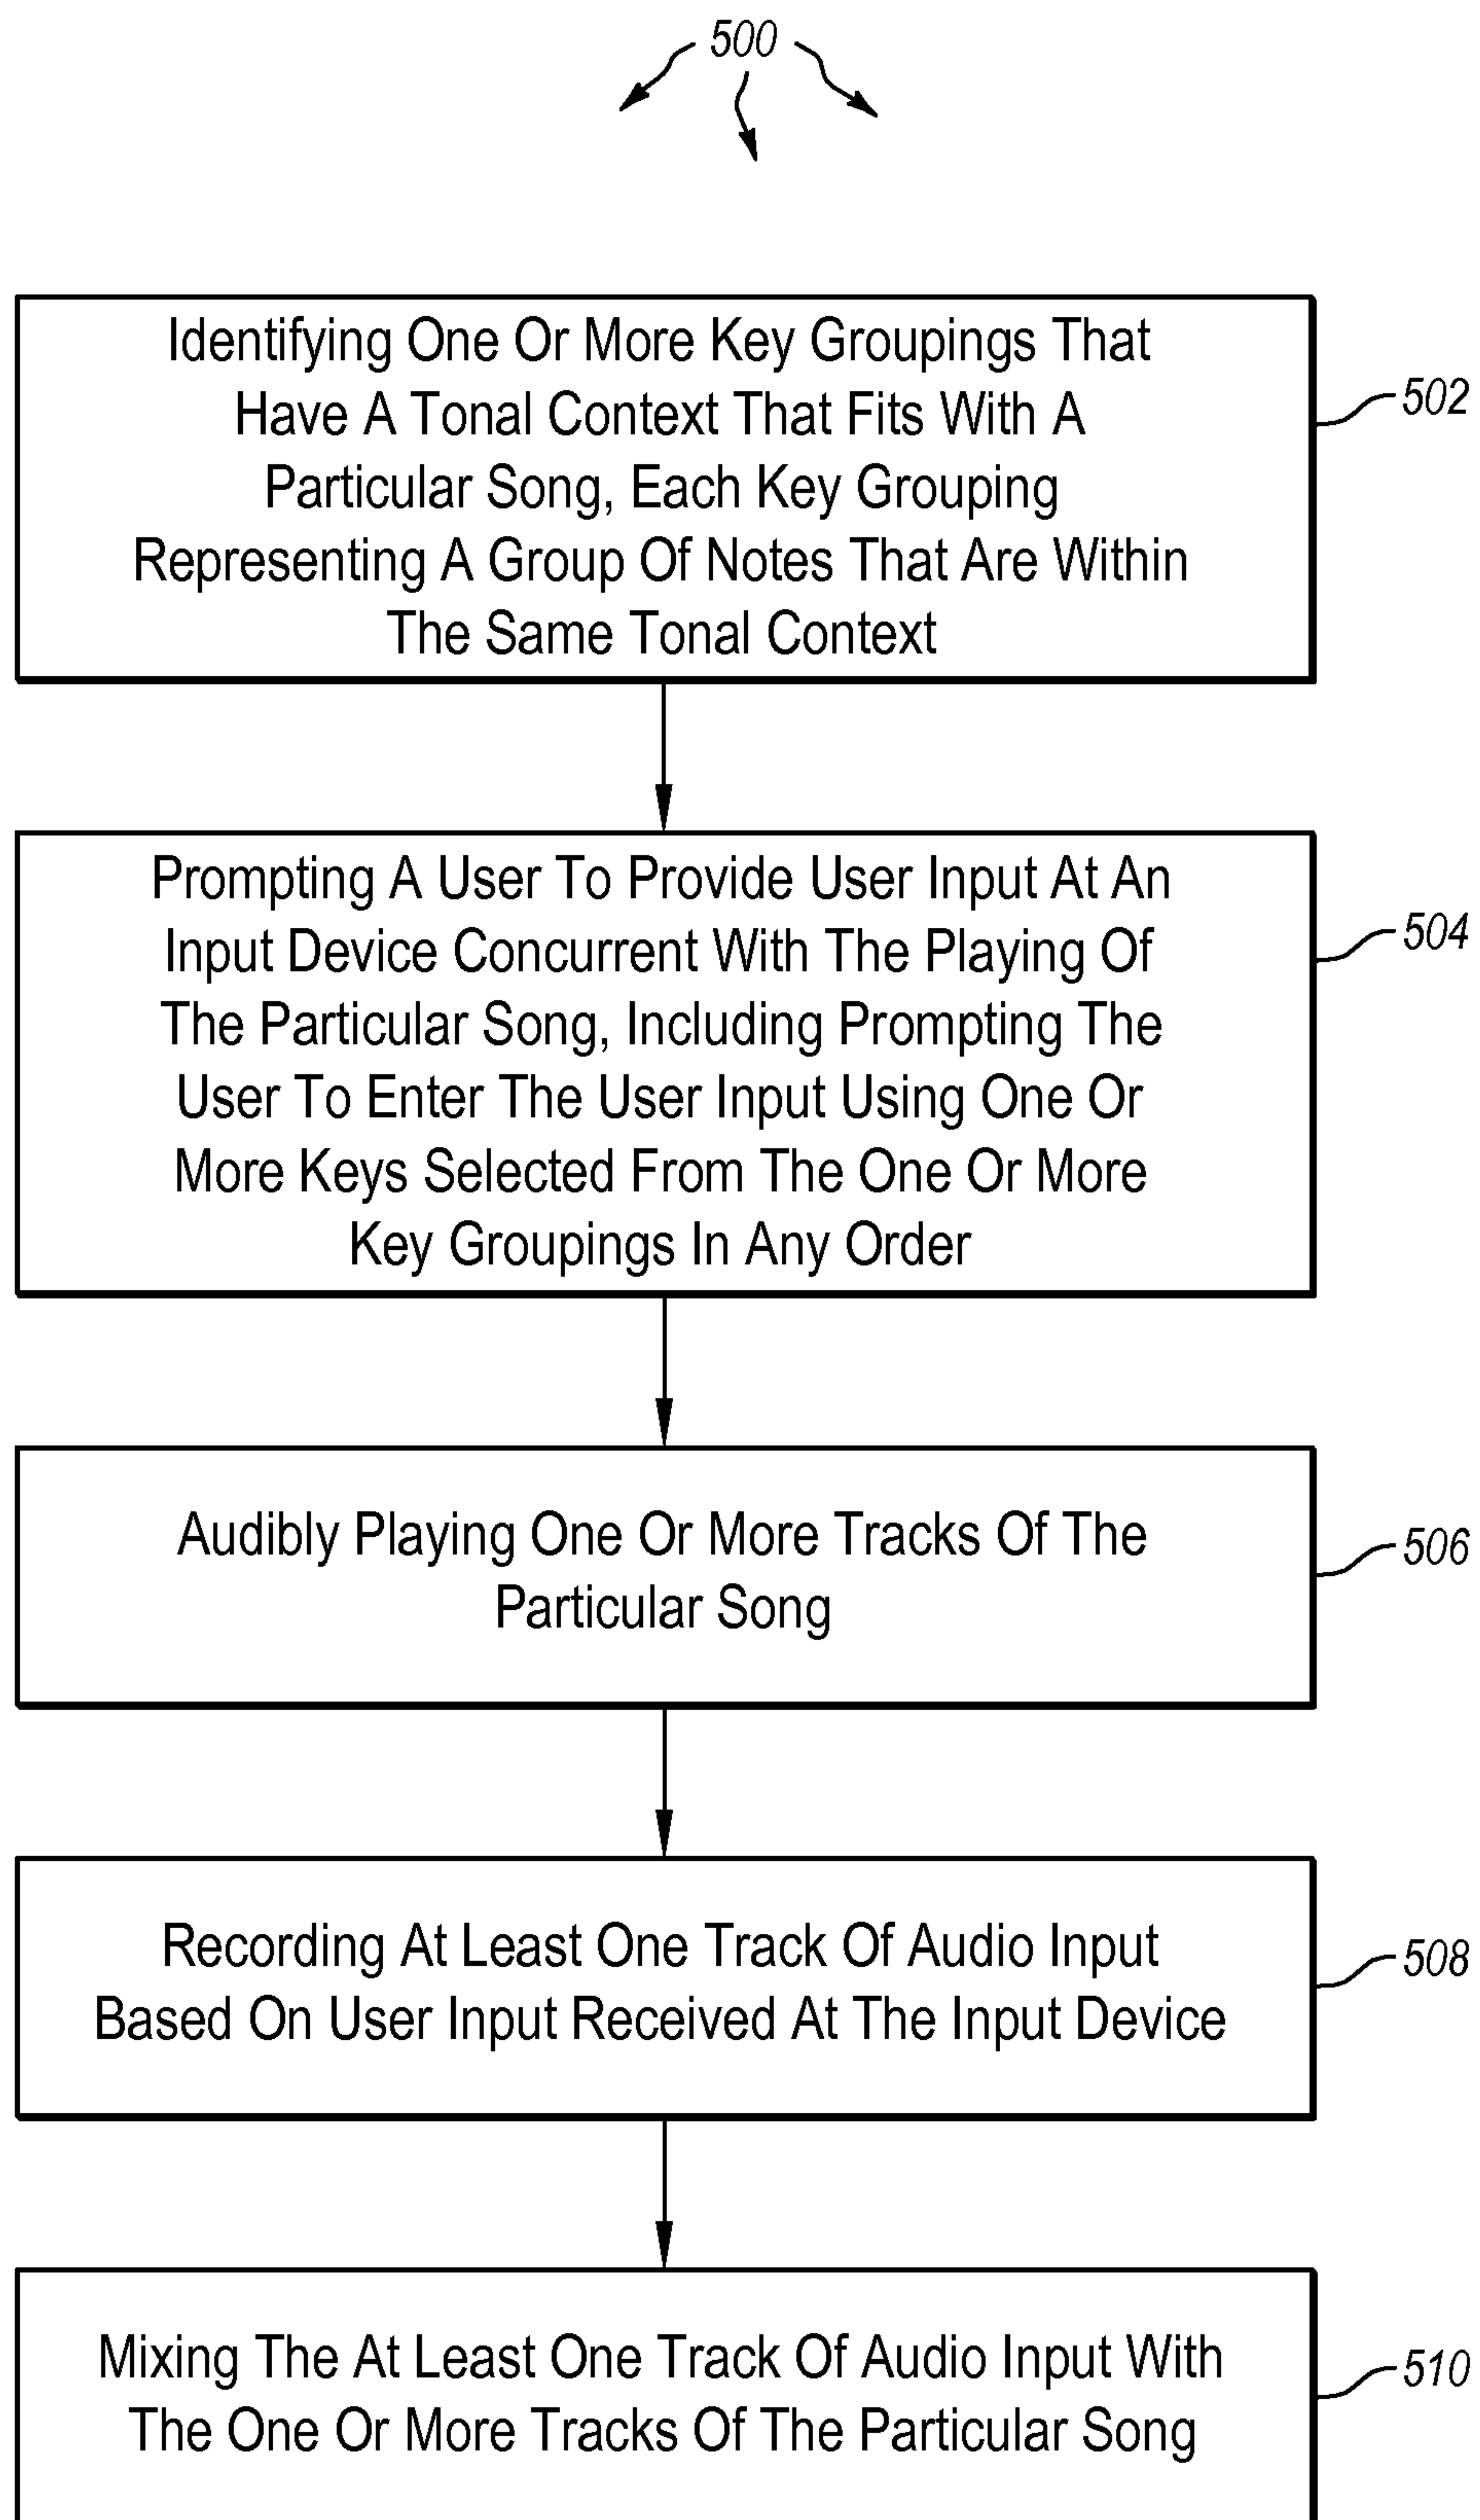 500
Identifying One Or More Key Groupings That
Have A Tonal Context That Fits With A
Particular Song, Each Key Grouping
Representing A Group Of Notes That Are Within
The Same Tonal Context
502
Prompting A User To Provide User Input At An
Input Device Concurrent With The Playing Of
The Particular Song, Including Prompting The
User To Enter The User Input Using One Or
More Keys Selected From The One Or More
Key Groupings In Any Order
504
Audibly Playing One Or More Tracks Of The
Particular Song
506
Recording At Least One Track Of Audio Input
Based On User Input Received At The Input Device
508
Mixing The At Least One Track Of Audio Input With
The One Or More Tracks Of The Particular Song
510